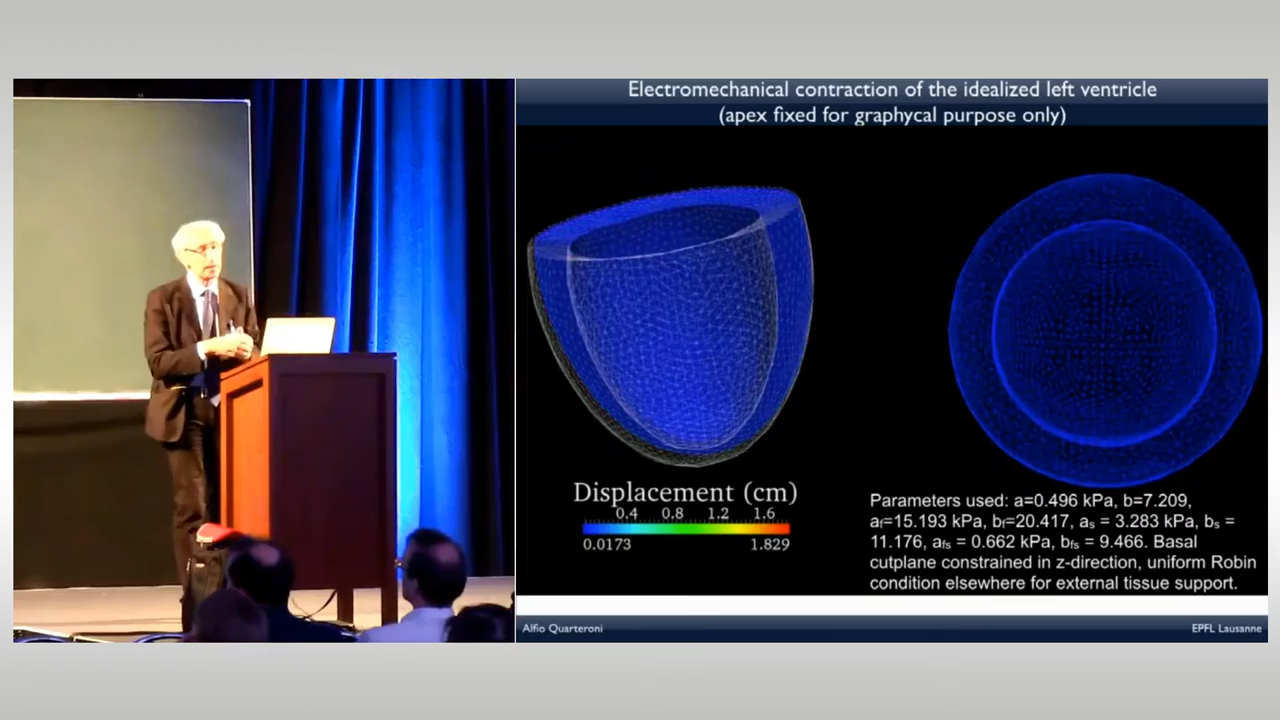 Electromechanical contraction of the idealized left ventricle
(apex fixed for graphycal purpose only)
Displacement (cm)
0.4 0.8 1.2 1.6
0.0173 1.829
Parameters used: a=0.496 kPa, b=7.209,
af=15.193 kPa, bf=20.417, as = 3.283 kPa, bs =
11.176, afs = 0.662 kPa, bfs = 9.466. Basal
cutplane constrained in z-direction, uniform Robin
condition elsewhere for external tissue support.
Alfio Quarteroni EPFL Lausanne